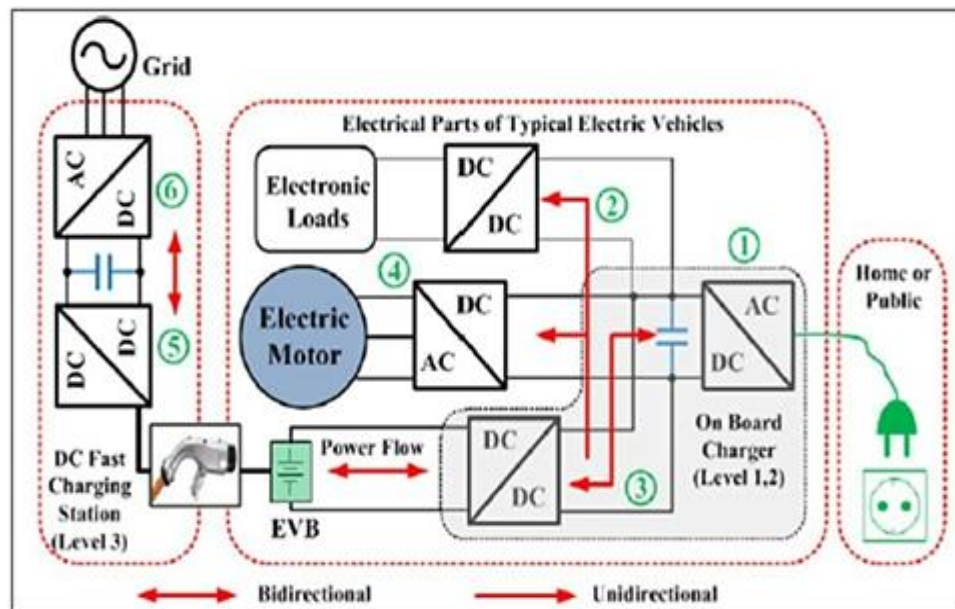 Grid
AC
DC
6
DC
DC
5
DC Fast
Charging
Station
(Level 3)
Electrical Parts of Typical Electric Vehicles
Electronic
Loads
DC
DC
2
1
4
Electric
Motor
DC
AC
AC
DC
On Board
Charger
(Level 1,2)
Power Flow
DC
DC
3
EVB
Home or
Public
Bidirectional
Unidirectional